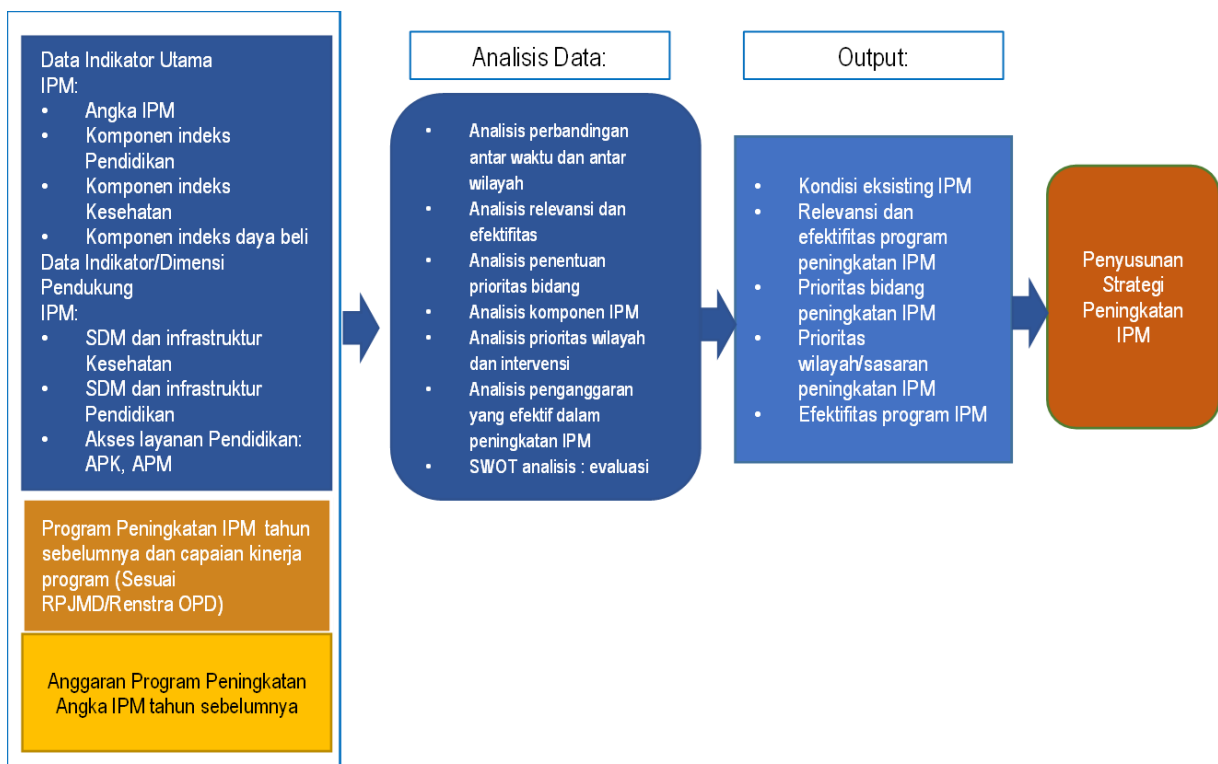 Data Indikator Utama
IPM:
• Angka IPM
• Komponen indeks
Pendidikan
• Komponen indeks
Kesehatan
• Komponen indeks daya beli
Data Indikator/Dimensi
Pendukung
IPM:
• SDM dan infrastruktur
Kesehatan
• SDM dan infrastruktur
Pendidikan
• Akses layanan Pendidikan:
APK, APM
Program Peningkatan IPM tahun
sebelumnya dan capaian kinerja
program (Sesuai
RPJMD/Renstra OPD)
Anggaran Program Peningkatan
Angka IPM tahun sebelumnya
Analisis Data:
• Analisis perbandingan
antar waktu dan antar
wilayah
• Analisis relevansi dan
efektifitas
• Analisis penentuan
prioritas bidang
• Analisis komponen IPM
• Analisis prioritas wilayah
dan intervensi
• Analisis penganggaran
yang efektif dalam
peningkatan IPM
• SWOT analisis : evaluasi
Output:
• Kondisi eksisting IPM
• Relevansi dan
efektifitas program
peningkatan IPM
• Prioritas bidang
peningkatan IPM
• Prioritas
wilayah/sasaran
peningkatan IPM
• Efektifitas program IPM
Penyusunan
Strategi
Peningkatan
IPM